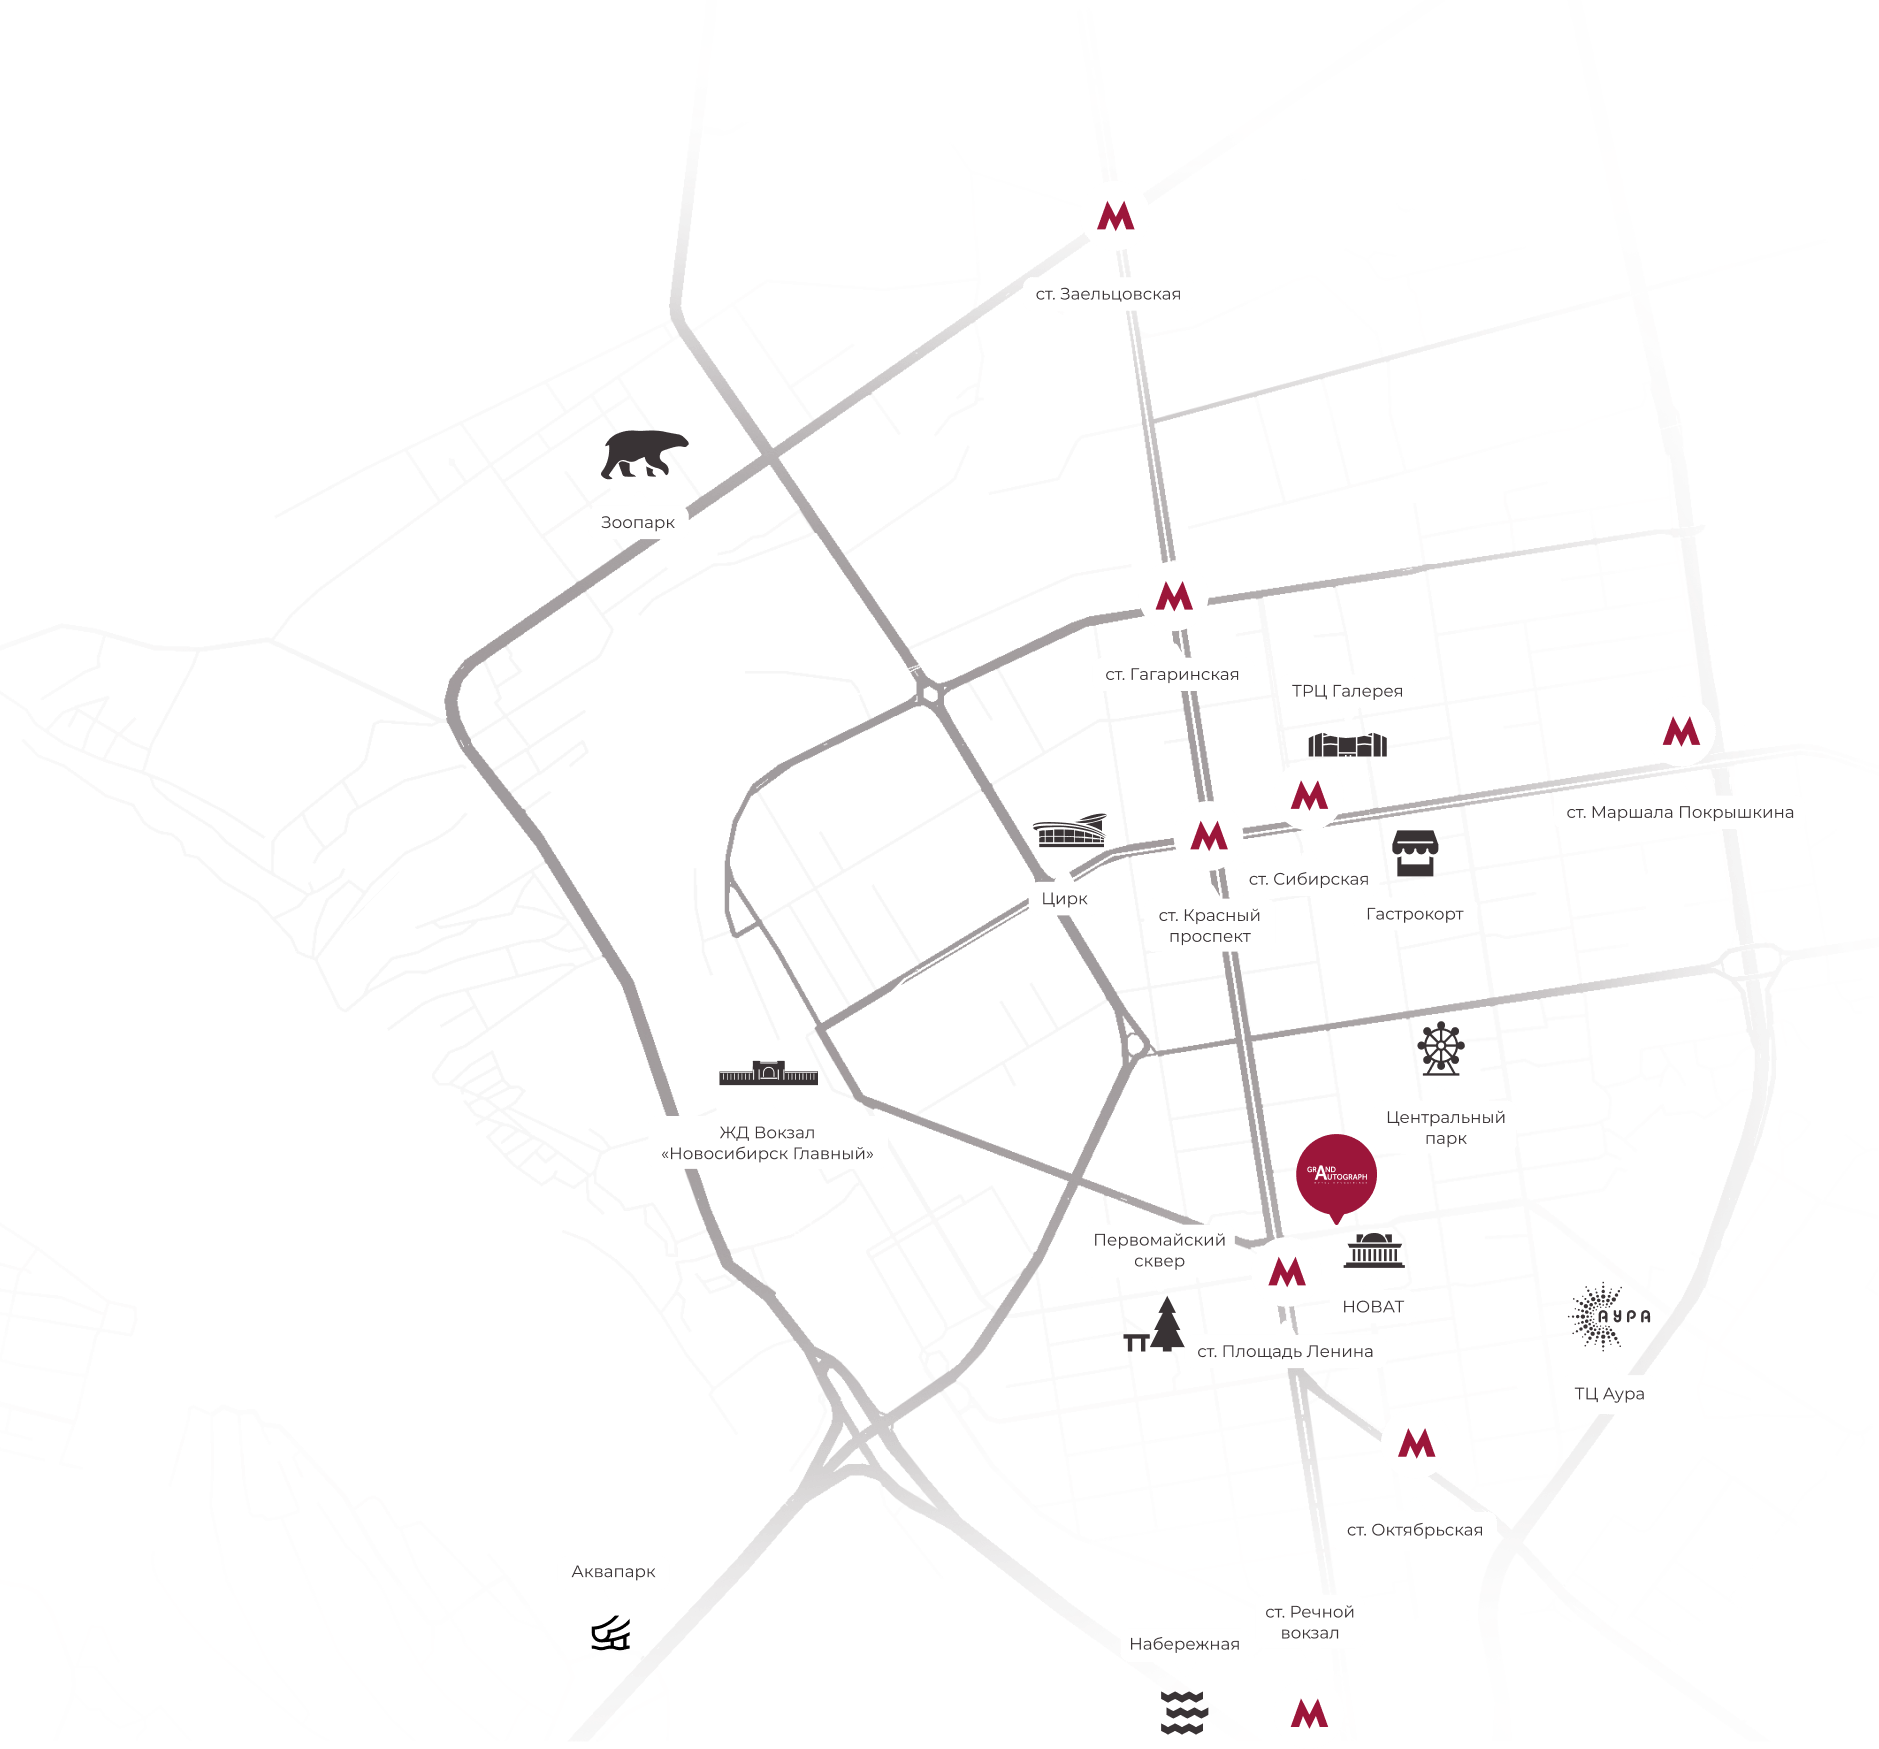 М
ст. Заельцовская
Зоопарк
М
ст. Гагаринская
ТРЦ Галерея
М
М
ст. Маршала Покрышкина
М
ст. Сибирская
Цирк
ст. Красный
проспект
Гастрокорт
Центральный
парк
ЖД Вокзал
«Новосибирск Главный»
GRAND
AUTOGRAPH
Первомайский
сквер
М
НОВАТ
АУРА
ст. Площадь Ленина
ТЦ Аура
М
ст. Октябрьская
Аквапарк
ст. Речной
вокзал
Набережная
М